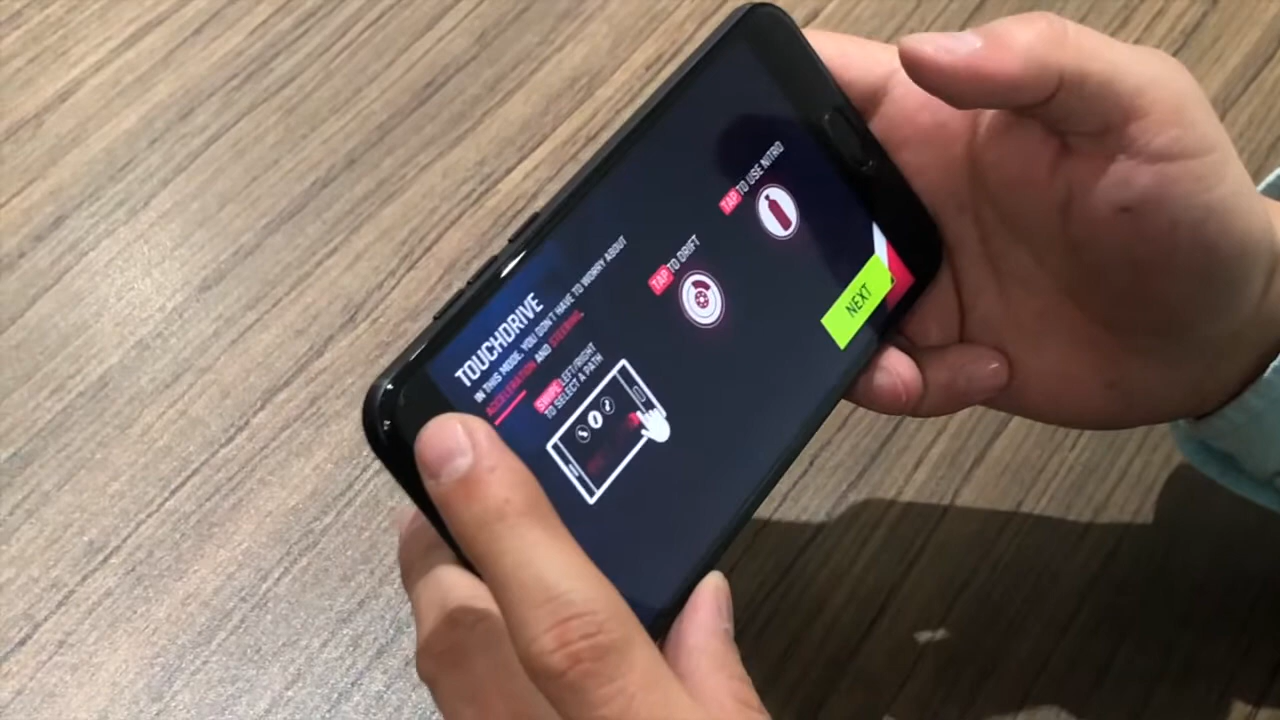 TOUCHDRIVE
IN THIS MODE, YOU DON'T HAVE TO WORRY ABOUT
ACCELERATION AND STEERING.
SWIPE LEFT/RIGHT
TO SELECT A PATH
TAP TO DRIFT
TAP TO USE NITRO
NEXT